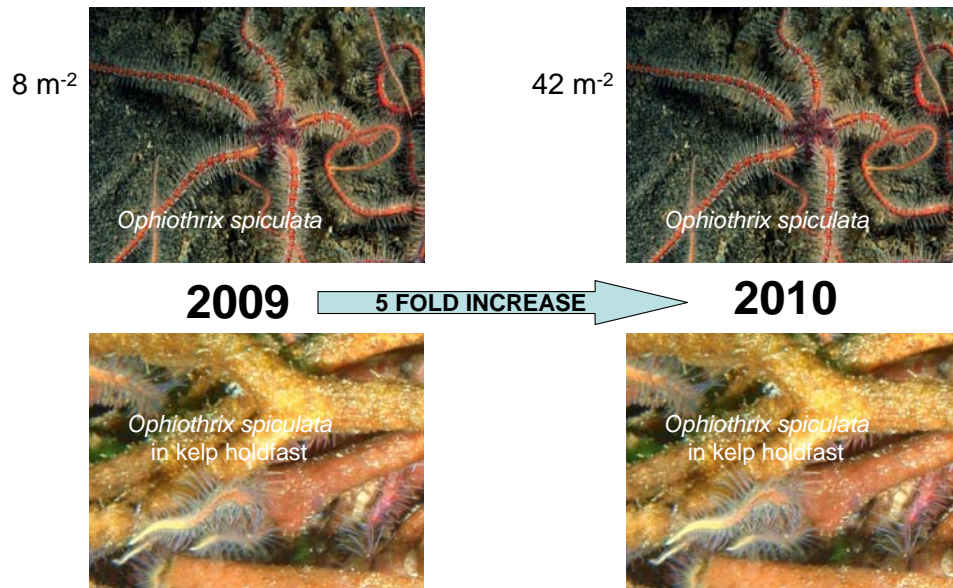 8 m-2
42 m-2
Ophiothrix spiculata
Ophiothrix spiculata
2009
5 FOLD INCREASE
2010
Ophiothrix spiculata
in kelp holdfast
Ophiothrix spiculata
in kelp holdfast